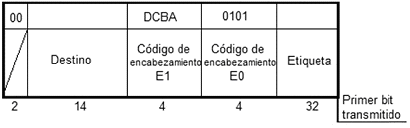 00 DCBA 0101
Destino
Código de encabezamiento E1
Código de encabezamiento E0
Etiqueta
2 14 4 4 32
Primer bit
transmitido